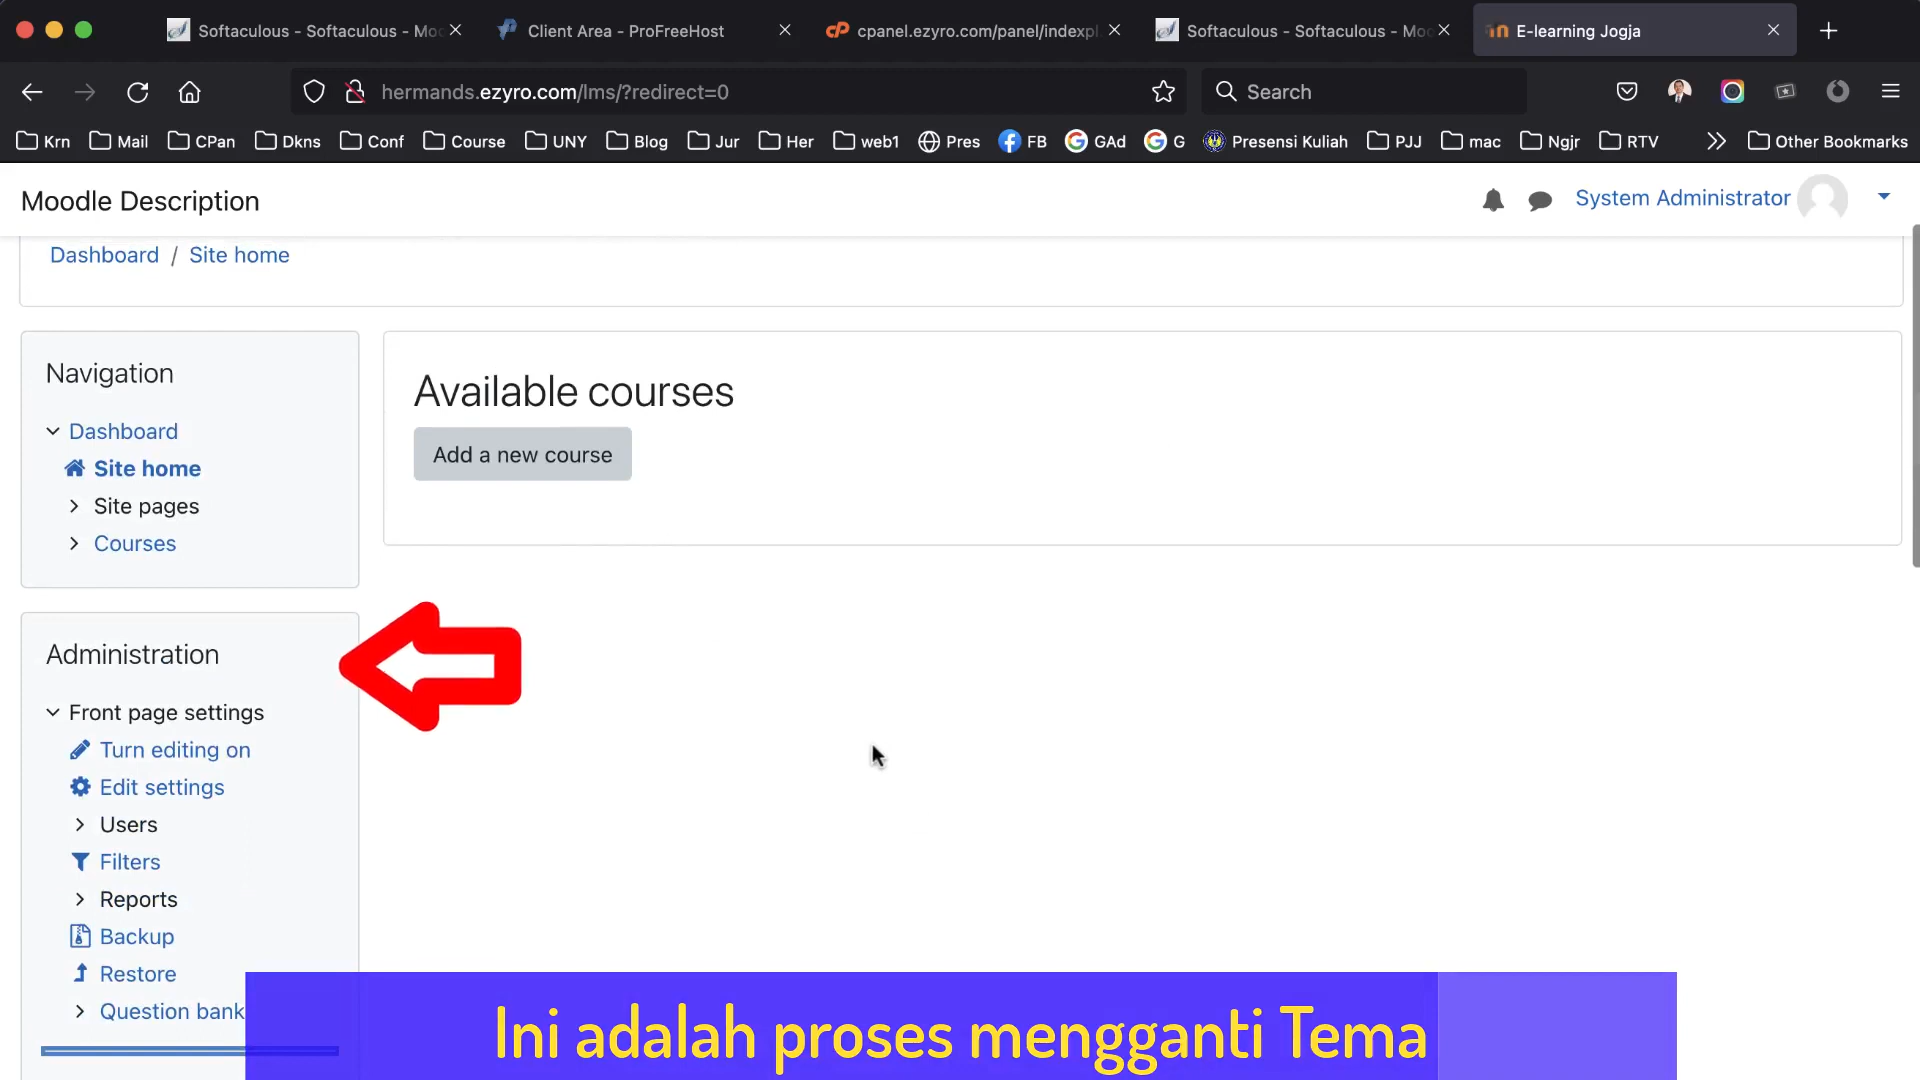 Softaculous - Softaculous - Moo
Client Area - ProFreeHost
cpanel.ezyro.com/panel/indexpl
Softaculous - Softaculous - Moo
E-learning Jogja
hermands.ezyro.com/lms/?redirect=0
Search
Krn
Mail
CPan
Dkns
Conf
Course
UNY
Blog
Jur
Her
web1
Pres
FB
GAd
G
Presensi Kuliah
PJJ
mac
Ngjr
RTV
Other Bookmarks
Moodle Description
System Administrator
Dashboard / Site home
Navigation
Dashboard
Site home
Site pages
Courses
Available courses
Add a new course
Administration
Front page settings
Turn editing on
Edit settings
Users
Filters
Reports
Backup
Restore
Question bank
Ini adalah proses mengganti Tema